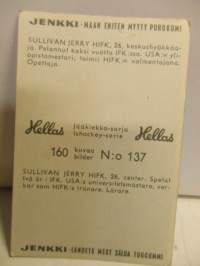 JENKKI -MAAN ENITEN MYYTY PURUKUMI
SULLIVAN JERRY HIFK, 26, keskushyökkää-
jä. Pelannut kaksi vuotta IFK:ssa. USA:n yli-
opistomestari, toimii HIFK:n valmentajana.
Opettaja.
Hellas jääkiekko-sarja Hellas
ishockey-serie
160 kuvaa N:o 137
bilder
SULLIVAN JERRY HIFK, 26, center. Spelat
två år i IFK. USA:s universitetsmästare, ver-
kar som HIFK:s tränare. Lärare.
JENKKI -LANDETS MEST SÅLDA TUGGUMMI